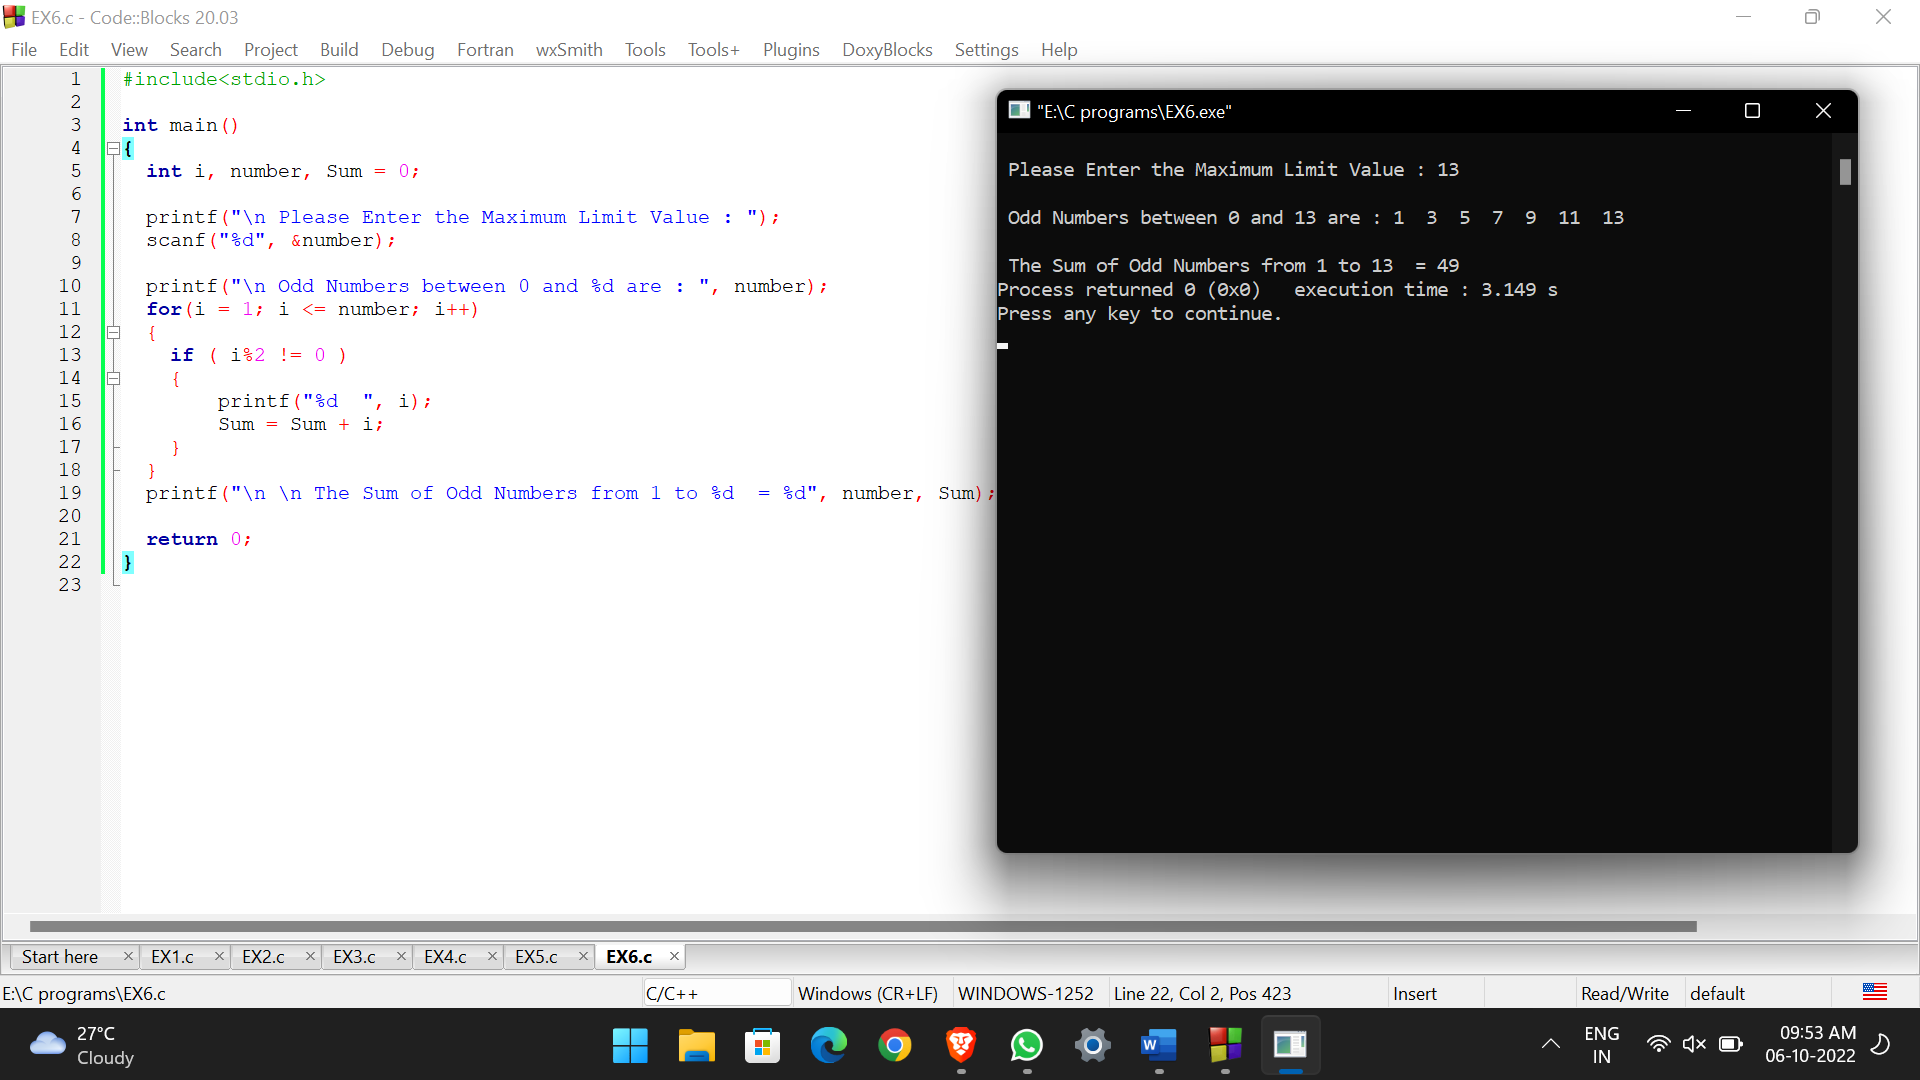 EX6.c - Code::Blocks 20.03
File Edit View Search Project Build Debug Fortran wxSmith Tools Tools+ Plugins DoxyBlocks Settings Help
1 #include<stdio.h>
2
3 int main()
4 {
5 int i, number, Sum = 0;
6
7 printf("\n Please Enter the Maximum Limit Value : ");
8 scanf("%d", &number);
9
10 printf("\n Odd Numbers between 0 and %d are : ", number);
11 for(i = 1; i <= number; i++)
12 {
13 if ( i%2 != 0 )
14 {
15 printf("%d  ", i);
16 Sum = Sum + i;
17 }
18 }
19 printf("\n \n The Sum of Odd Numbers from 1 to %d  = %d", number, Sum);
20
21 return 0;
22 }
23
"E:\C programs\EX6.exe"
Please Enter the Maximum Limit Value : 13
Odd Numbers between 0 and 13 are : 1  3  5  7  9  11  13
The Sum of Odd Numbers from 1 to 13  = 49
Process returned 0 (0x0)   execution time : 3.149 s
Press any key to continue.
Start here EX1.c EX2.c EX3.c EX4.c EX5.c EX6.c
E:\C programs\EX6.c C/C++ Windows (CR+LF) WINDOWS-1252 Line 22, Col 2, Pos 423 Insert Read/Write default
27°C
Cloudy
W
ENG
IN
09:53 AM
06-10-2022